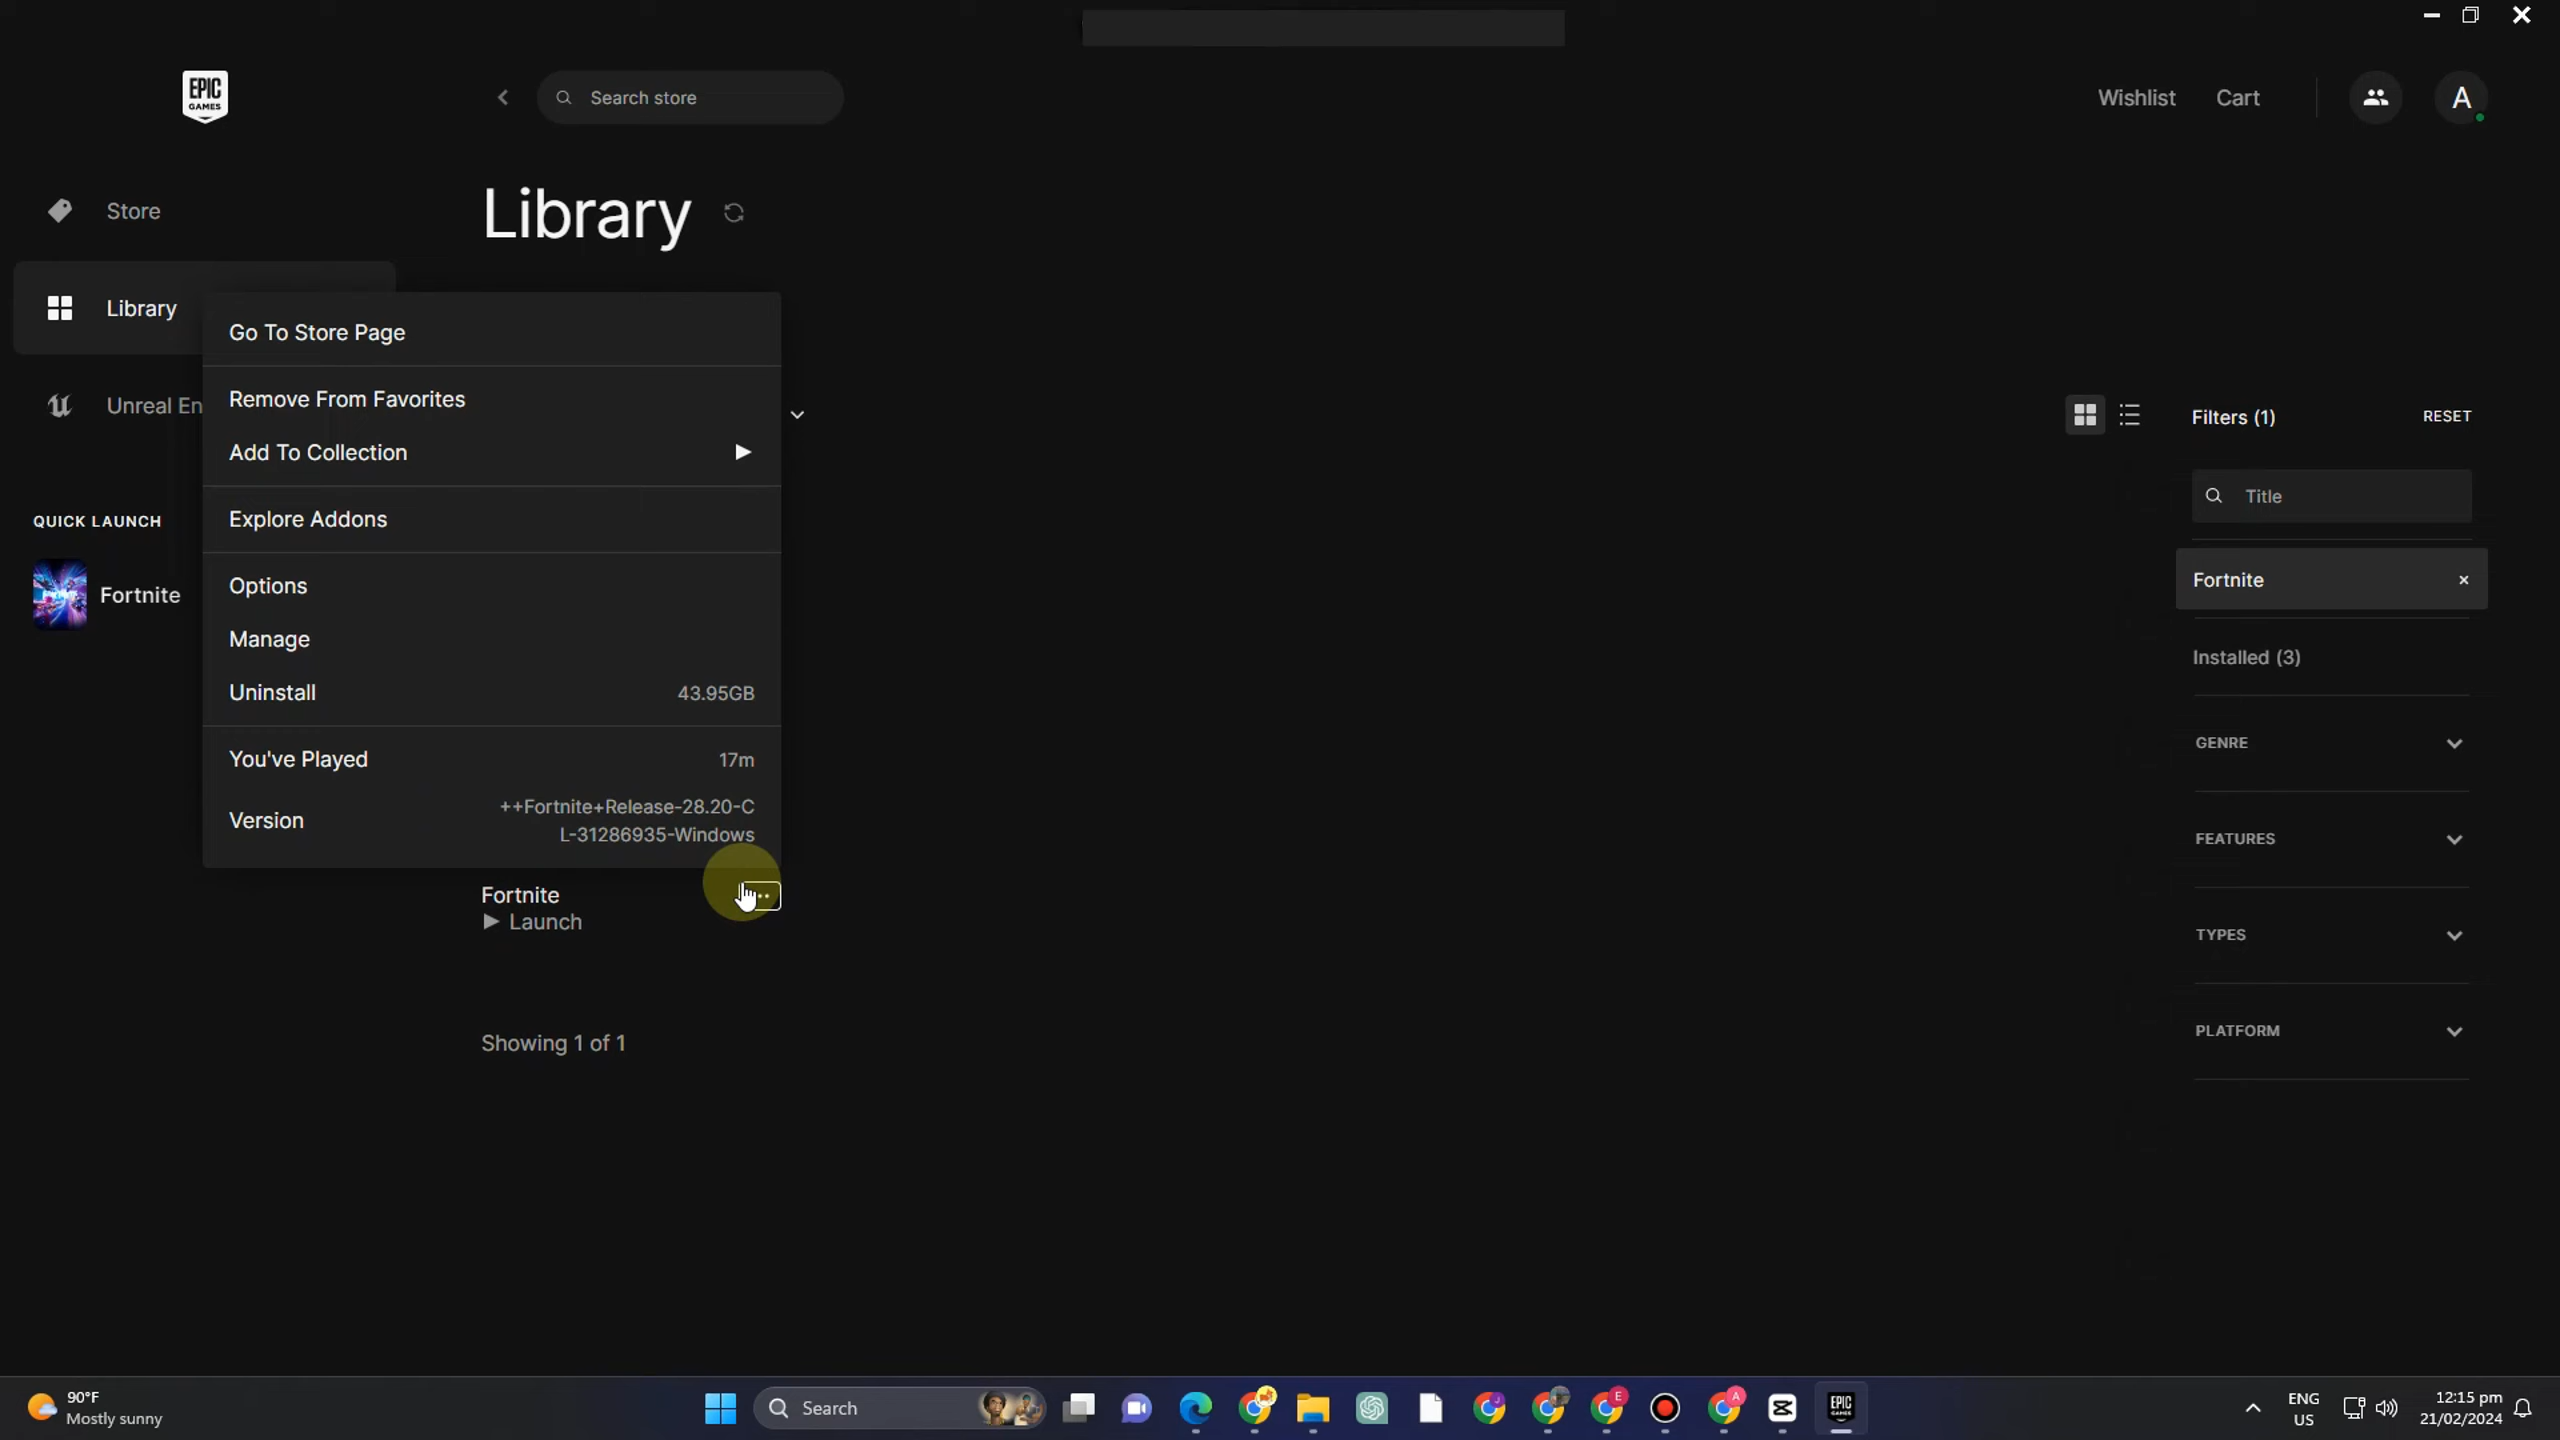 EPIC
GAMES
Search store
Wishlist
Cart
A
Store
Library
Library
Unreal En
QUICK LAUNCH
Fortnite
Go To Store Page
Remove From Favorites
Add To Collection
Explore Addons
Options
Manage
Uninstall 43.95GB
You've Played 17m
Version ++Fortnite+Release-28.20-C
L-31286935-Windows
Fortnite
Launch
Showing 1 of 1
Filters (1) RESET
Title
Fortnite
Installed (3)
GENRE
FEATURES
TYPES
PLATFORM
90°F
Mostly sunny
Search
J
E
A
EPIC
GAMES
ENG
US
12:15 pm
21/02/2024